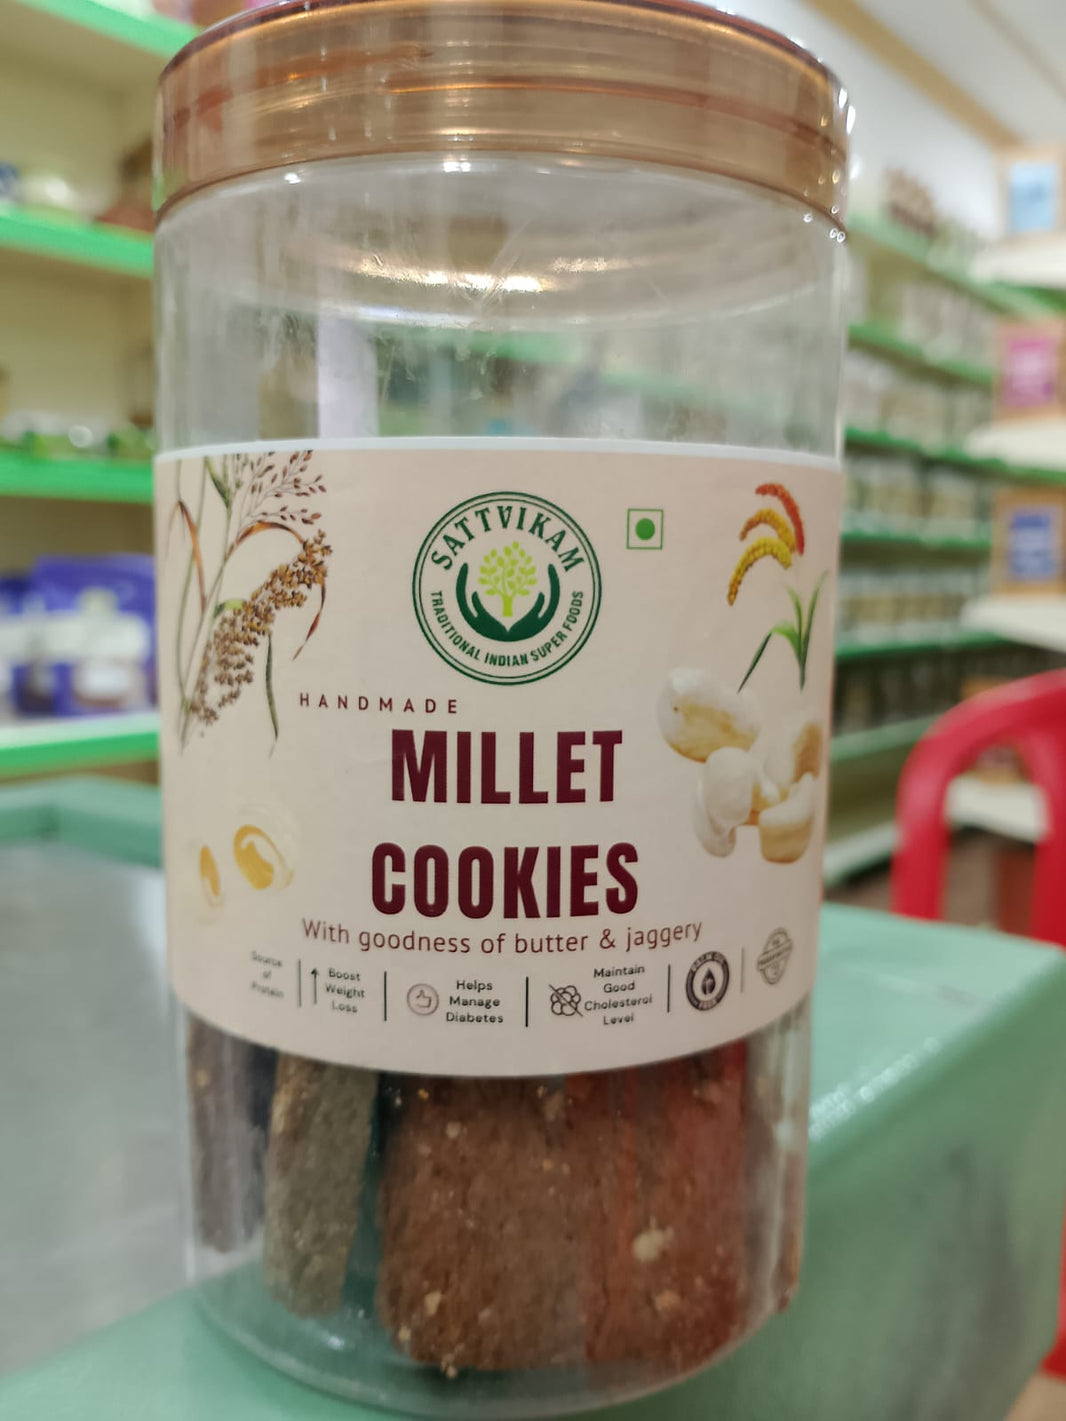 SATTVIKAM
TRADITIONAL INDIAN SUPER FOODS
HANDMADE
MILLET
COOKIES
With goodness of butter & jaggery
Source
of
Protein
Boost
Weight
Loss
Helps
Manage
Diabetes
Maintain
Good
Cholesterol
Level